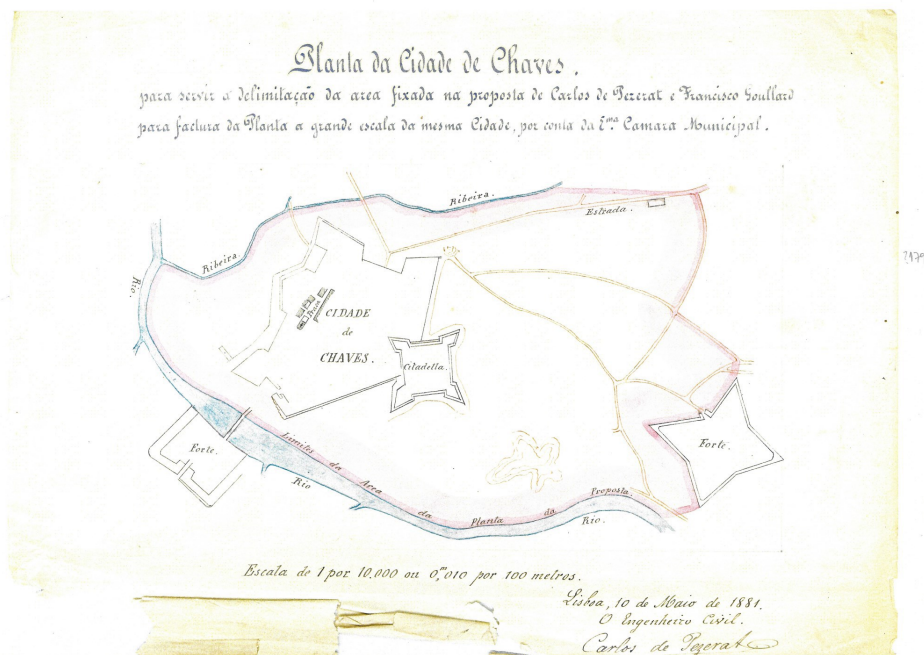 Planta da Cidade de Chaves.
para servir á delimitação da area fixada na proposta de Carlos de Pezerat e Francisco Goullard
para factura da Planta a grande escala da mesma Cidade, por conta da Ex.ma Camara Municipal.
Ribeira.
Estrada.
Ribeira
Rio.
Praça
CIDADE
de
CHAVES.
Citadella.
Forte.
Forte.
Limites da Area da Planta da Proposta.
Rio
Rio.
Escala de 1 por 10.000 ou 0,m010 por 100 metros.
Lisboa, 10 de Maio de 1881.
O Engenheiro Civil.
Carlos de Pezerat